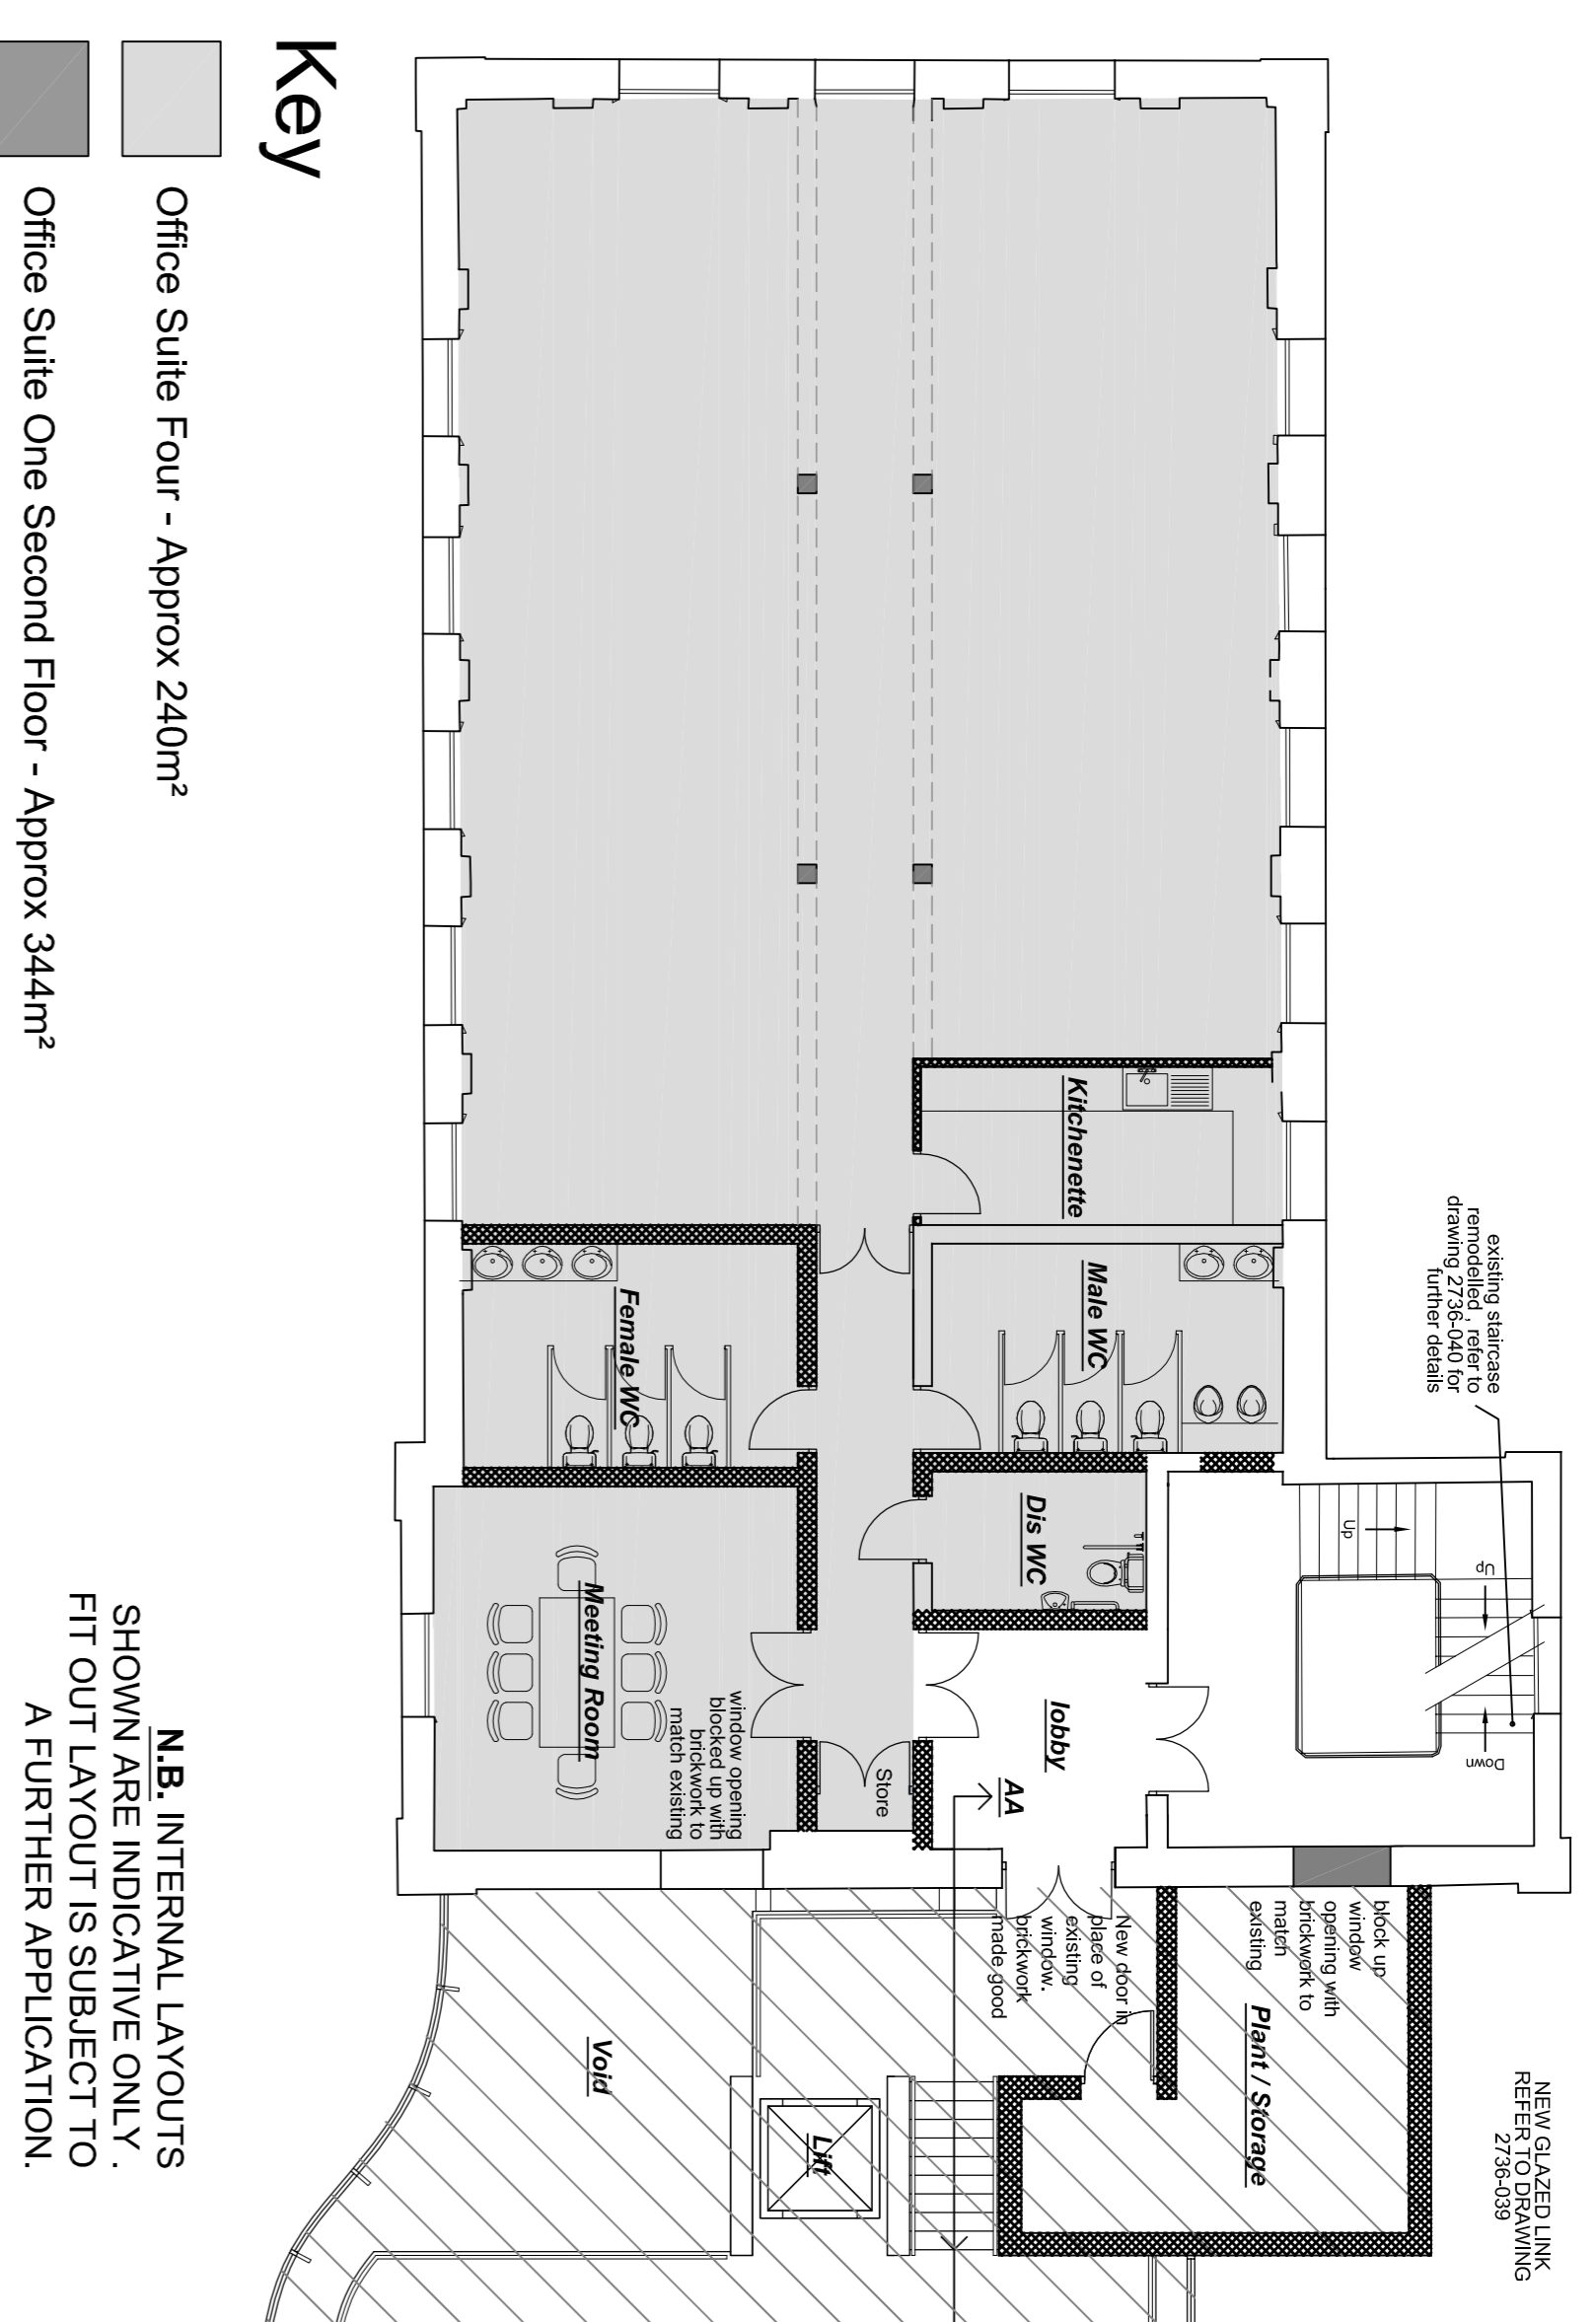 NEW GLAZED LINK
REFER TO DRAWING
2736-039
existing staircase
remodelled , refer to
drawing 2736-040 for
further details
Up
Up
Down
block up
window
opening with
brickwork to
match
existing
Plant / Storage
Kitchenette
Male WC
Dis WC
lobby
AA
New door in
place of
existing
window.
brickwork
made good
Store
Lift
window opening
blocked up with
brickwork to
match existing
Female WC
Meeting Room
Void
Key
Office Suite Four - Approx 240m²
Office Suite One Second Floor - Approx 344m²
N.B. INTERNAL LAYOUTS
SHOWN ARE INDICATIVE ONLY .
FIT OUT LAYOUT IS SUBJECT TO
A FURTHER APPLICATION.